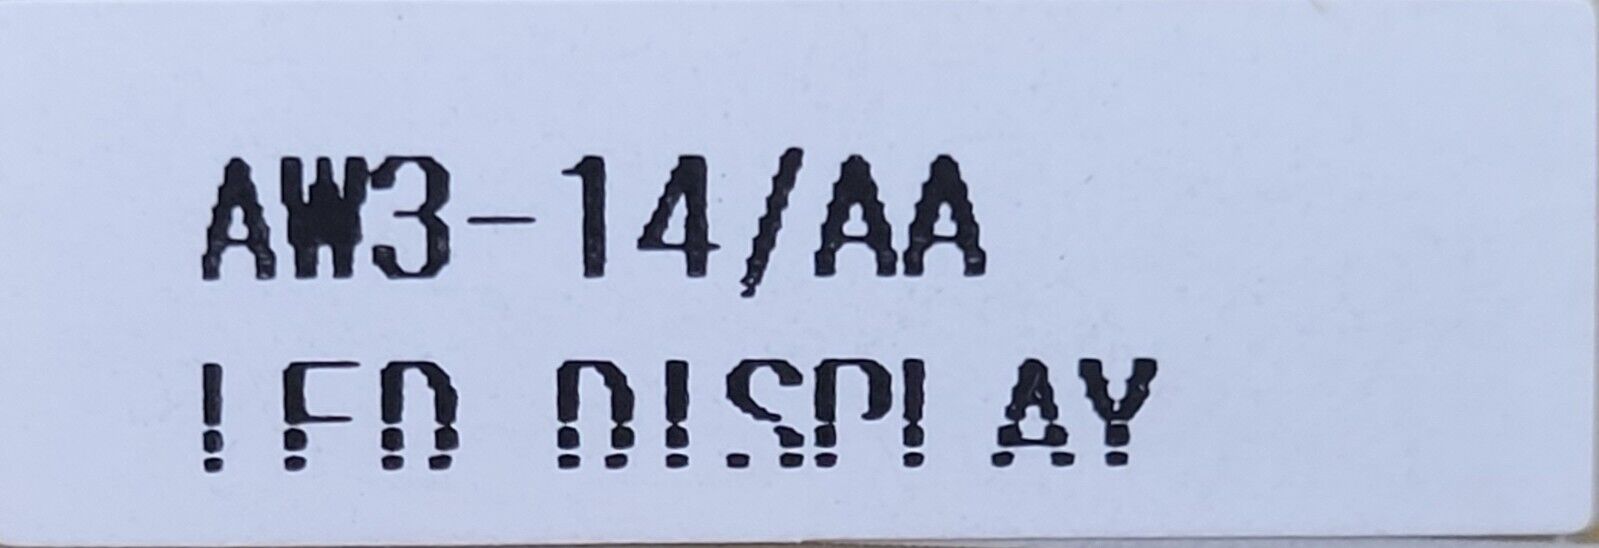 AW3-14/AA
LED DISPLAY